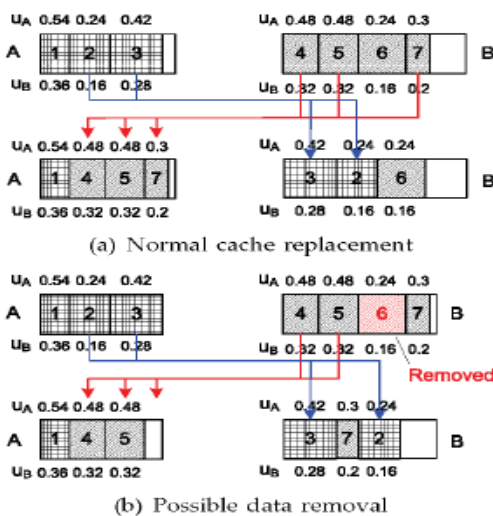 uA 0.54 0.24 0.42 uA 0.48 0.48 0.24 0.3
A 1 2 3 4 5 6 7 B
uB 0.36 0.16 0.28 uB 0.32 0.32 0.16 0.2
uA 0.54 0.48 0.48 0.3 uA 0.42 0.24 0.24
A 1 4 5 7 3 2 6 B
uB 0.36 0.32 0.32 0.2 uB 0.28 0.16 0.16
(a) Normal cache replacement
uA 0.54 0.24 0.42 uA 0.48 0.48 0.24 0.3
A 1 2 3 4 5 6 7 B
uB 0.36 0.16 0.28 uB 0.32 0.32 0.16 0.2
Removed
uA 0.54 0.48 0.48 uA 0.42 0.3 0.24
A 1 4 5 3 7 2 B
uB 0.36 0.32 0.32 uB 0.28 0.2 0.16
(b) Possible data removal